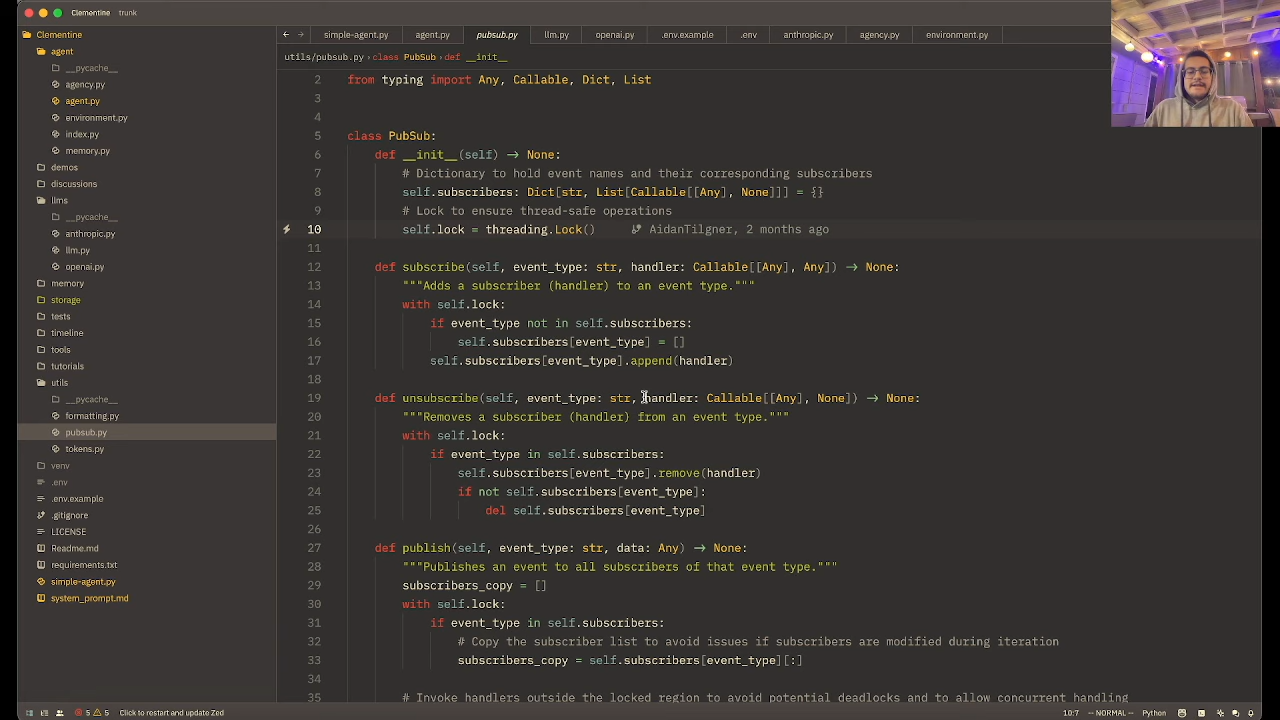 Clementine trunk
Clementine
agent
__pycache__
agency.py
agent.py
environment.py
index.py
memory.py
demos
discussions
llms
__pycache__
anthropic.py
llm.py
openai.py
memory
storage
tests
timeline
tools
tutorials
utils
__pycache__
formatting.py
pubsub.py
tokens.py
venv
.env
.env.example
.gitignore
LICENSE
Readme.md
requirements.txt
simple-agent.py
system_prompt.md
simple-agent.py agent.py pubsub.py llm.py openai.py .env.example .env anthropic.py agency.py environment.py
utils/pubsub.py › class PubSub › def __init__
2 from typing import Any, Callable, Dict, List
3
4
5 class PubSub:
6 def __init__(self) → None:
7 # Dictionary to hold event names and their corresponding subscribers
8 self.subscribers: Dict[str, List[Callable[[Any], None]]] = {}
9 # Lock to ensure thread-safe operations
10 self.lock = threading.Lock() AidanTilgner, 2 months ago
11
12 def subscribe(self, event_type: str, handler: Callable[[Any], Any]) → None:
13 """Adds a subscriber (handler) to an event type."""
14 with self.lock:
15 if event_type not in self.subscribers:
16 self.subscribers[event_type] = []
17 self.subscribers[event_type].append(handler)
18
19 def unsubscribe(self, event_type: str, handler: Callable[[Any], None]) → None:
20 """Removes a subscriber (handler) from an event type."""
21 with self.lock:
22 if event_type in self.subscribers:
23 self.subscribers[event_type].remove(handler)
24 if not self.subscribers[event_type]:
25 del self.subscribers[event_type]
26
27 def publish(self, event_type: str, data: Any) → None:
28 """Publishes an event to all subscribers of that event type."""
29 subscribers_copy = []
30 with self.lock:
31 if event_type in self.subscribers:
32 # Copy the subscriber list to avoid issues if subscribers are modified during iteration
33 subscribers_copy = self.subscribers[event_type][:]
34
35 # Invoke handlers outside the locked region to avoid potential deadlocks and to allow concurrent handling
5 5 Click to restart and update Zed 10:7 -- NORMAL -- Python